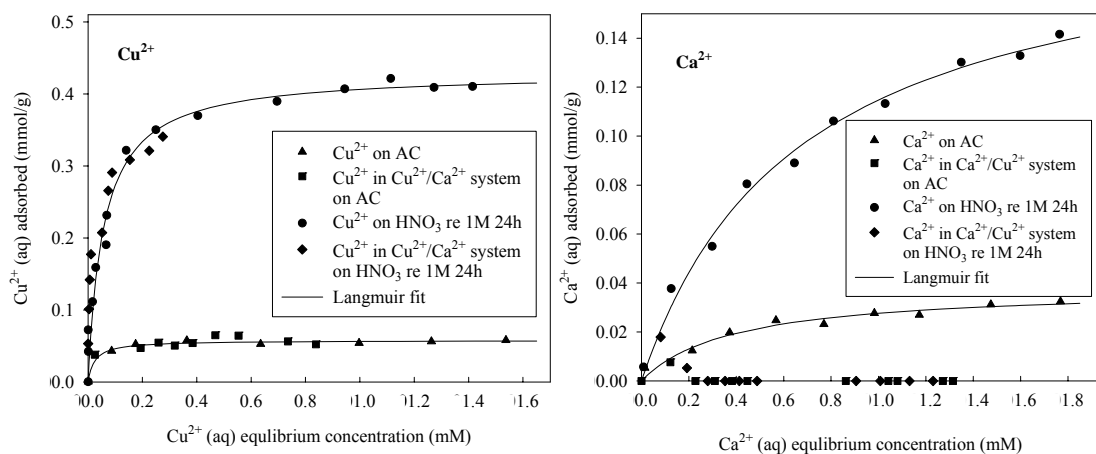 Cu²⁺
Cu²⁺ (aq) adsorbed (mmol/g)
0.5
0.4
0.3
0.2
0.1
0.0
Cu²⁺ on AC
Cu²⁺ in Cu²⁺/Ca²⁺ system
on AC
Cu²⁺ on HNO₃ re 1M 24h
Cu²⁺ in Cu²⁺/Ca²⁺ system
on HNO₃ re 1M 24h
Langmuir fit
0.0 0.2 0.4 0.6 0.8 1.0 1.2 1.4 1.6
Cu²⁺ (aq) equlibrium concentration (mM)
Ca²⁺
Ca²⁺ (aq) adsorbed (mmol/g)
0.14
0.12
0.10
0.08
0.06
0.04
0.02
0.00
Ca²⁺ on AC
Ca²⁺ in Ca²⁺/Cu²⁺ system
on AC
Ca²⁺ on HNO₃ re 1M 24h
Ca²⁺ in Ca²⁺/Cu²⁺ system
on HNO₃ re 1M 24h
Langmuir fit
0.0 0.2 0.4 0.6 0.8 1.0 1.2 1.4 1.6 1.8
Ca²⁺ (aq) equlibrium concentration (mM)